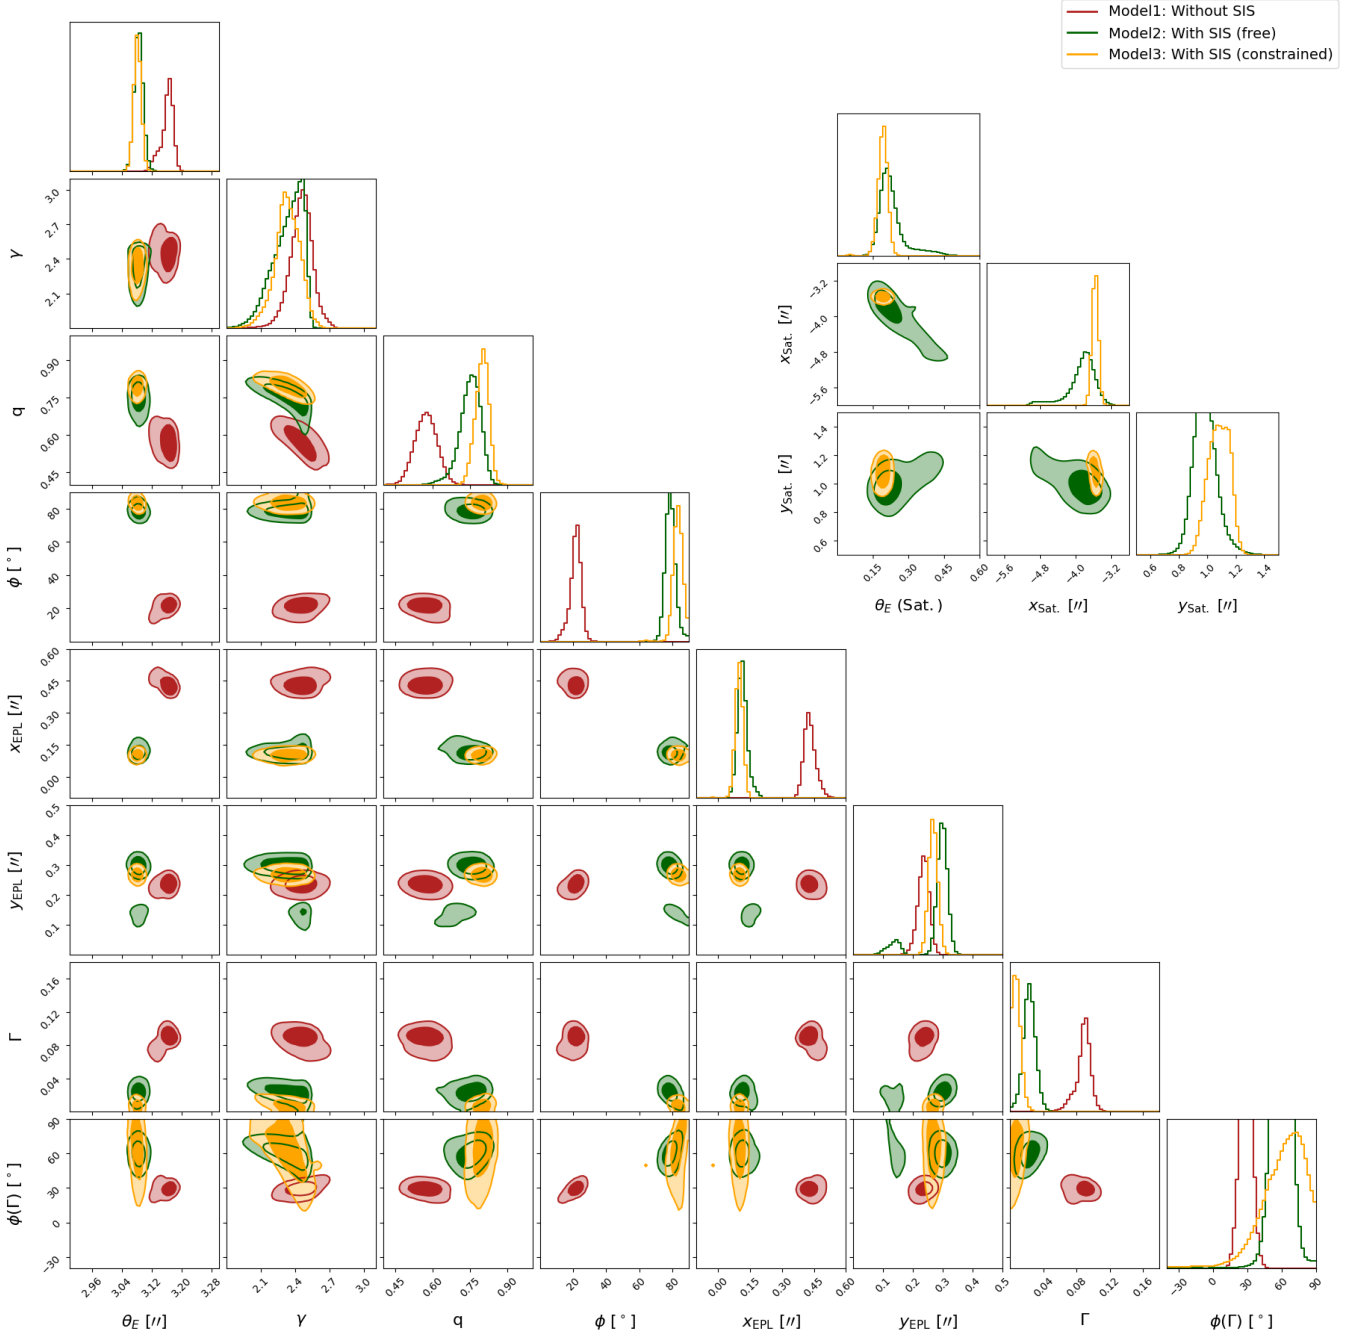 Model1: Without SIS
Model2: With SIS (free)
Model3: With SIS (constrained)
3.0
2.7
2.4
2.1
γ
0.90
0.75
0.60
0.45
q
80
60
40
20
ϕ [°]
0.60
0.45
0.30
0.15
0.00
x_EPL [″]
0.5
0.4
0.3
0.2
0.1
y_EPL [″]
0.16
0.12
0.08
0.04
Γ
90
60
30
0
−30
ϕ(Γ) [°]
2.96 3.04 3.12 3.20 3.28
2.1 2.4 2.7 3.0
0.45 0.60 0.75 0.90
20 40 60 80
0.00 0.15 0.30 0.45 0.60
0.1 0.2 0.3 0.4 0.5
0.04 0.08 0.12 0.16
−30 0 30 60 90
θ_E [″] γ q ϕ [°] x_EPL [″] y_EPL [″] Γ ϕ(Γ) [°]
−3.2
−4.0
−4.8
−5.6
x_Sat. [″]
1.4
1.2
1.0
0.8
0.6
y_Sat. [″]
0.15 0.30 0.45 0.60
−5.6 −4.8 −4.0 −3.2
0.6 0.8 1.0 1.2 1.4
θ_E (Sat.) x_Sat. [″] y_Sat. [″]